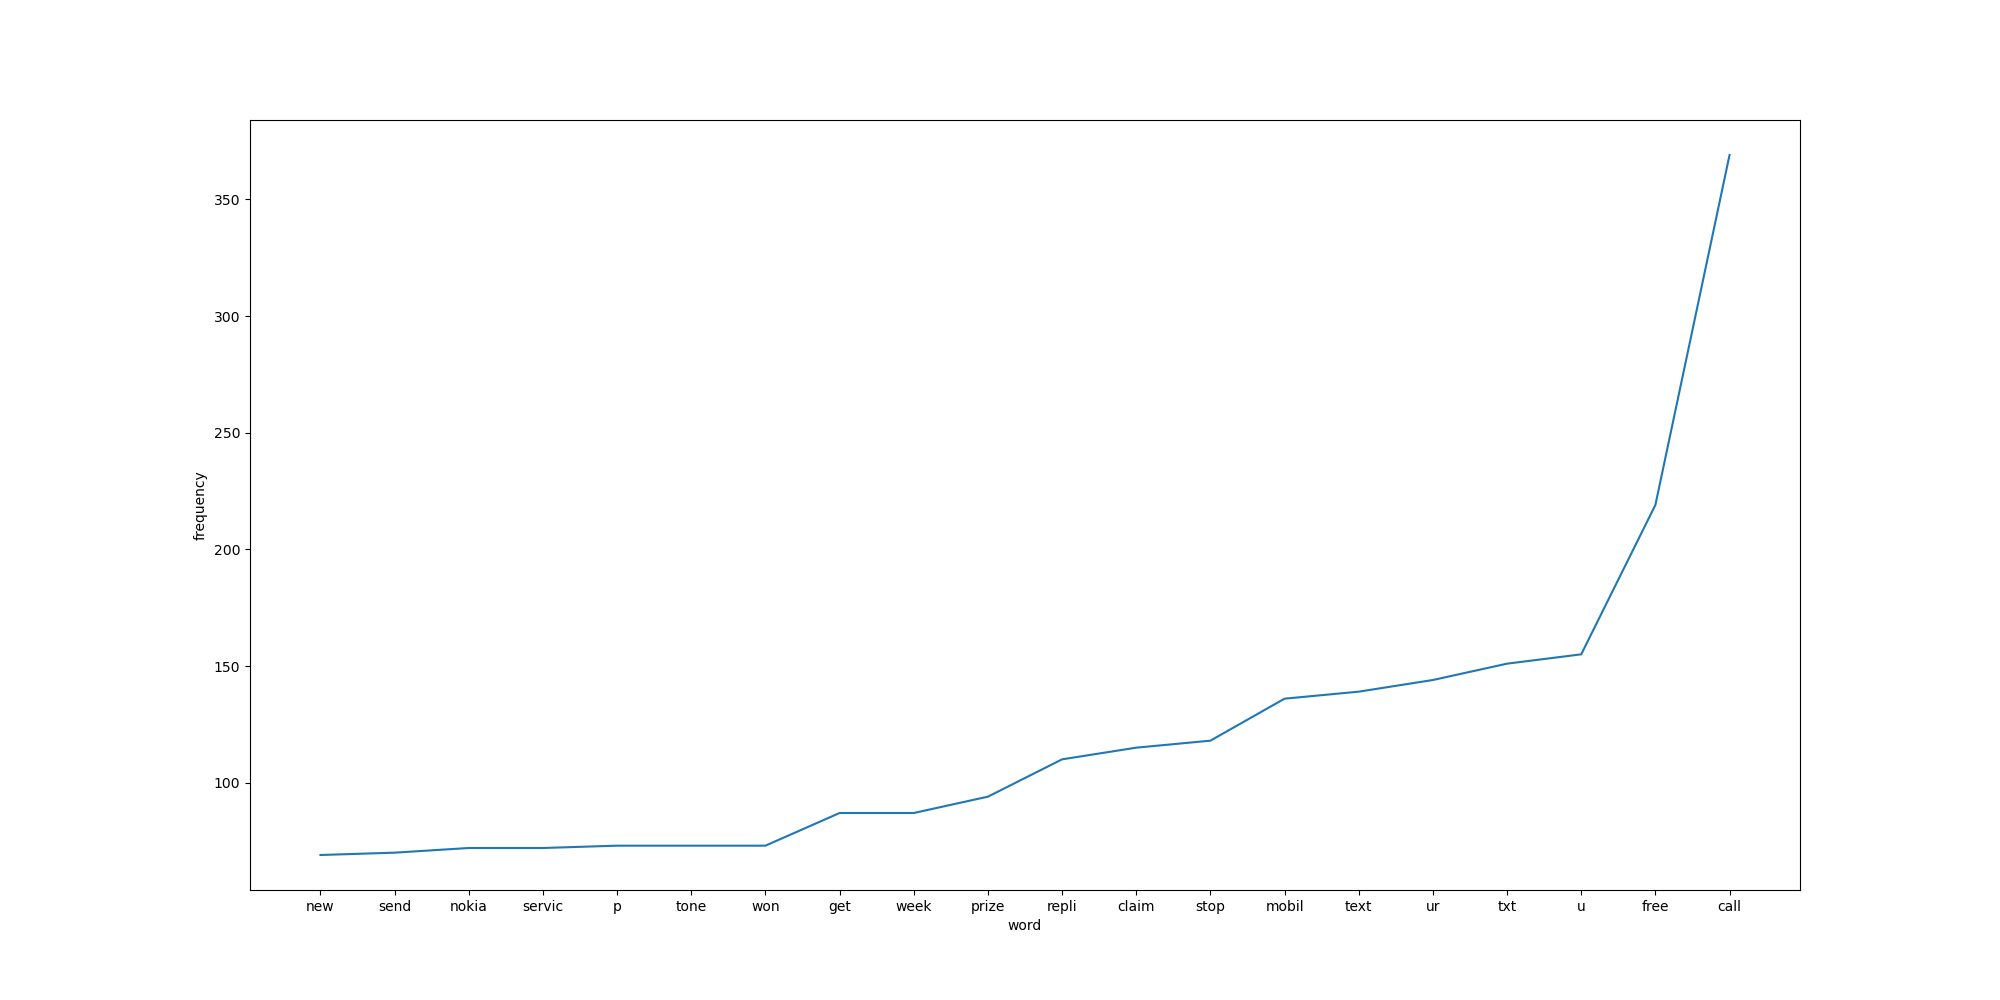 350
300
250
200
150
100
frequency
new send nokia servic p tone won get week prize repli claim stop mobil text ur txt u free call
word